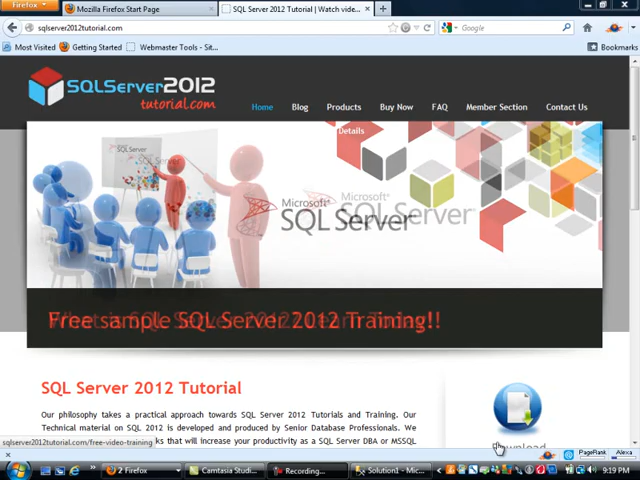 Firefox
Mozilla Firefox Start Page
SQL Server 2012 Tutorial | Watch vide...
sqlserver2012tutorial.com
Google
Most Visited
Getting Started
Webmaster Tools - Sit...
Bookmarks
SQLServer2012
tutorial.com
Home
Blog
Products
Buy Now
FAQ
Member Section
Contact Us
Details
SQLServer
Microsoft®
SQL Server
Microsoft®
SQL Server
Free sample SQL Server 2012 Training!!
SQL Server 2012 Tutorial
Our philosophy takes a practical approach towards SQL 2012 Tutorials and Training. Our
Technical material on SQL 2012 is developed and produced by Senior Database Professionals. We
that will increase your productivity as a SQL Server DBA or MSSQL
Download
sqlserver2012tutorial.com/free-video-training
PageRank
Alexa
2 Firefox
Camtasia Studi...
Recording...
Solution1 - Mic...
9:19 PM